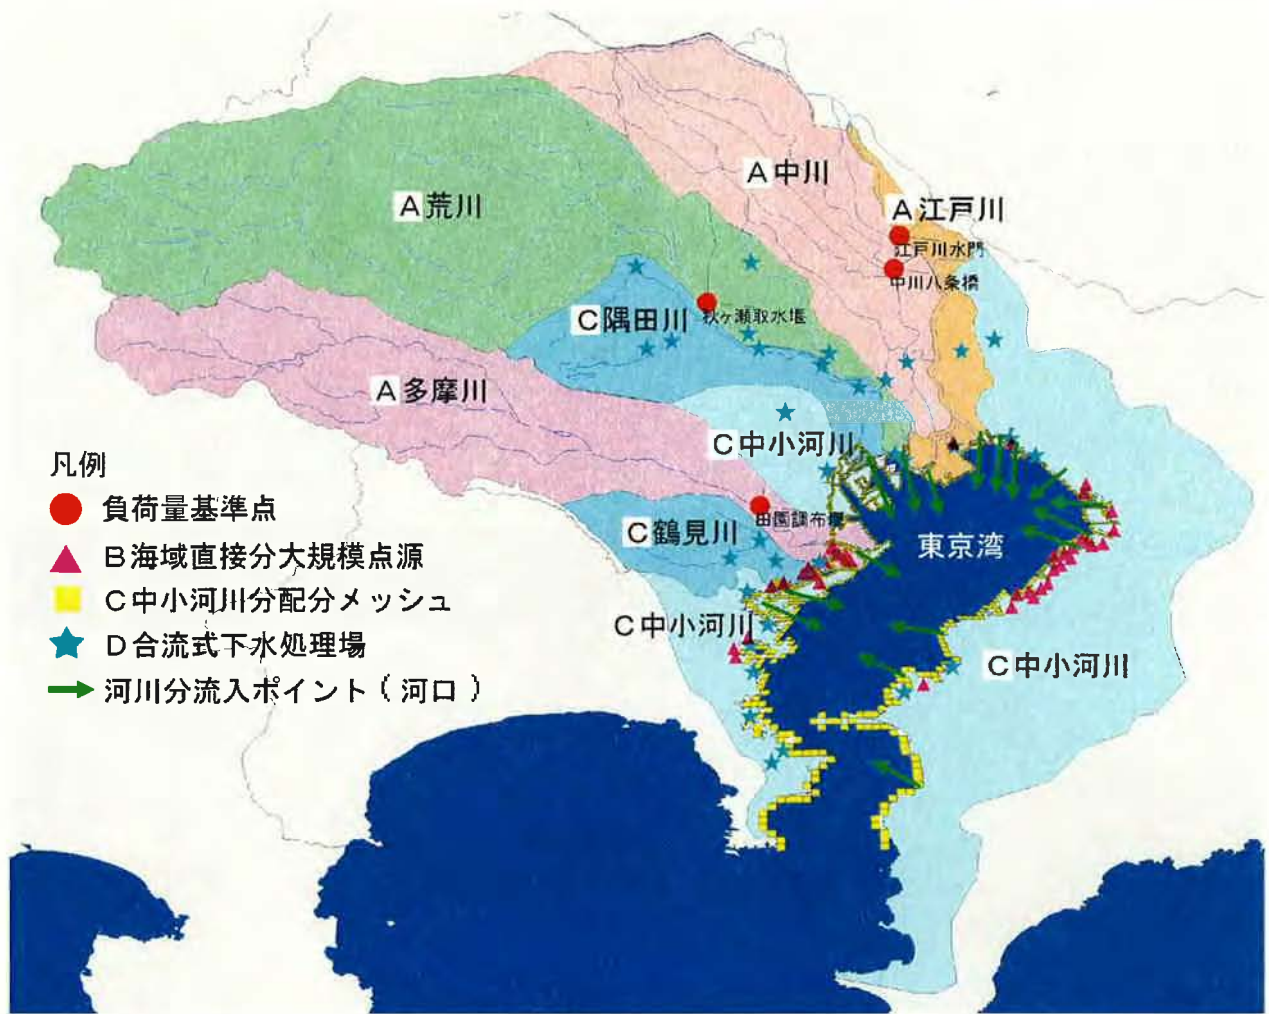 A中川
A荒川
A江戸川
江戸川水門
中川八条橋
C隅田川
秋ヶ瀬取水堰
A多摩川
C中小河川
凡例
負荷量基準点
田園調布堰
C鶴見川
東京湾
B海域直接分大規模点源
C中小河川分配分メッシュ
C中小河川
D合流式下水処理場
C中小河川
河川分流入ポイント(河口)